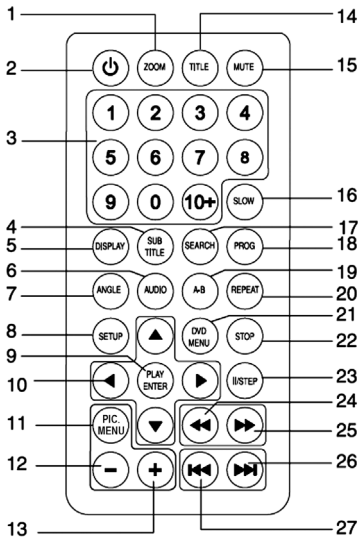 1
14
2
ZOOM
TITLE
MUTE
15
3
1
2
3
4
5
6
7
8
9
0
10+
SLOW
16
4
17
5
DISPLAY
SUB
TITLE
SEARCH
PROG
18
6
19
7
ANGLE
AUDIO
A-B
REPEAT
20
21
8
SETUP
DVD
MENU
STOP
22
9
10
PLAY
ENTER
II/STEP
23
24
11
PIC.
MENU
25
12
26
13
27